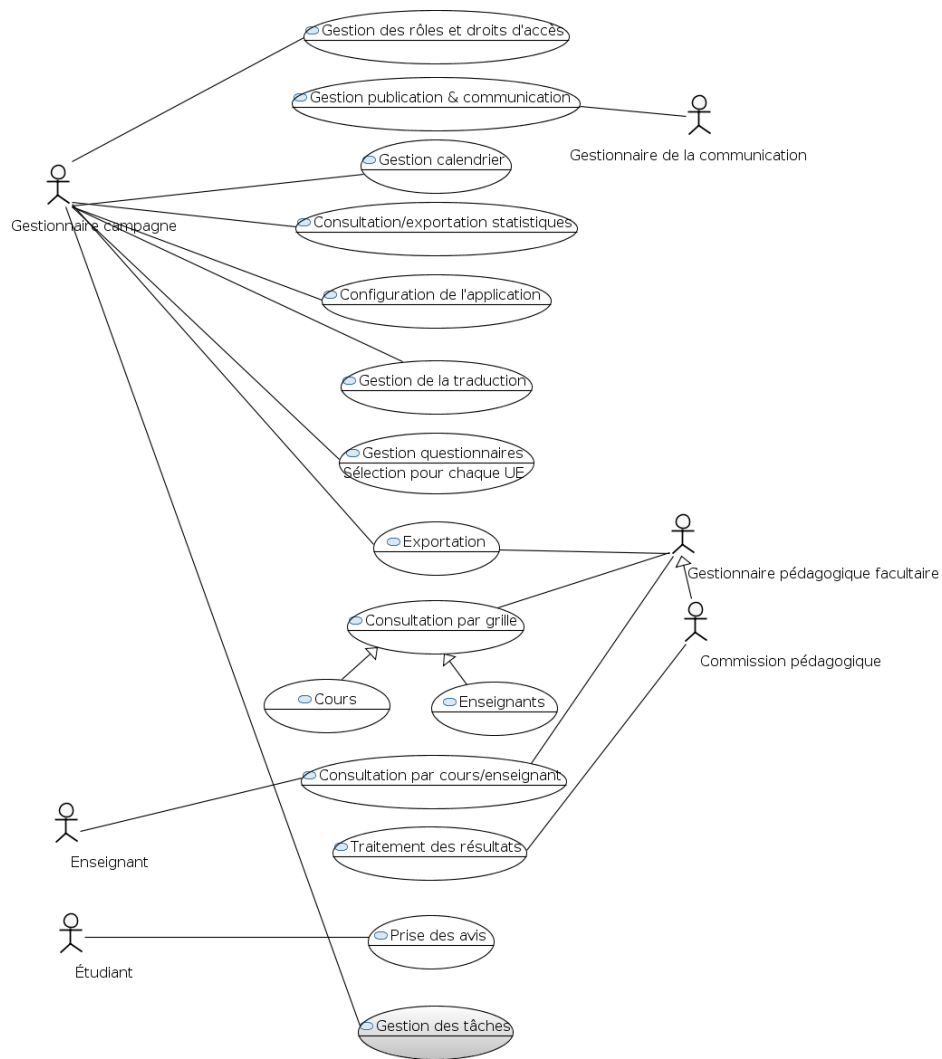 Gestion des rôles et droits d'accès
Gestion publication & communication
Gestionnaire de la communication
Gestion calendrier
Gestionnaire campagne
Consultation/exportation statistiques
Configuration de l'application
Gestion de la traduction
Gestion questionnaires
Sélection pour chaque UE
Exportation
Gestionnaire pédagogique facultaire
Consultation par grille
Commission pédagogique
Cours
Enseignants
Consultation par cours/enseignant
Enseignant
Traitement des résultats
Prise des avis
Étudiant
Gestion des tâches